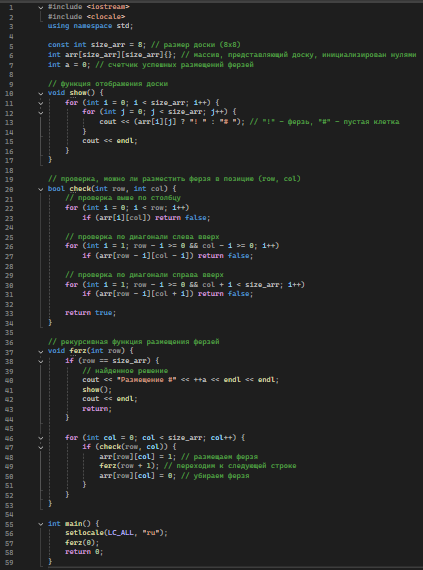 1 #include <iostream>
2 #include <clocale>
3 using namespace std;
4
5 const int size_arr = 8; // размер доски (8x8)
6 int arr[size_arr][size_arr]{}; // массив, представляющий доску, инициализирован нулями
7 int a = 0; // счетчик успешных размещений ферзей
8
9 // функция отображения доски
10 void show() {
11 for (int i = 0; i < size_arr; i++) {
12 for (int j = 0; j < size_arr; j++) {
13 cout << (arr[i][j] ? "! " : "# "); // "!" – ферзь, "#" – пустая клетка
14 }
15 cout << endl;
16 }
17 }
18
19 // проверка, можно ли разместить ферзя в позицию (row, col)
20 bool check(int row, int col) {
21 // проверка выше по столбцу
22 for (int i = 0; i < row; i++)
23 if (arr[i][col]) return false;
24
25 // проверка по диагонали слева вверх
26 for (int i = 1; row - i >= 0 && col - i >= 0; i++)
27 if (arr[row - i][col - i]) return false;
28
29 // проверка по диагонали справа вверх
30 for (int i = 1; row - i >= 0 && col + i < size_arr; i++)
31 if (arr[row - i][col + i]) return false;
32
33 return true;
34 }
35
36 // рекурсивная функция размещения ферзей
37 void ferz(int row) {
38 if (row == size_arr) {
39 // найденное решение
40 cout << "Размещение #" << ++a << endl << endl;
41 show();
42 cout << endl;
43 return;
44 }
45
46 for (int col = 0; col < size_arr; col++) {
47 if (check(row, col)) {
48 arr[row][col] = 1; // размещаем ферзя
49 ferz(row + 1); // переходим к следующей строке
50 arr[row][col] = 0; // убираем ферзя
51 }
52 }
53 }
54
55 int main() {
56 setlocale(LC_ALL, "ru");
57 ferz(0);
58 return 0;
59 }